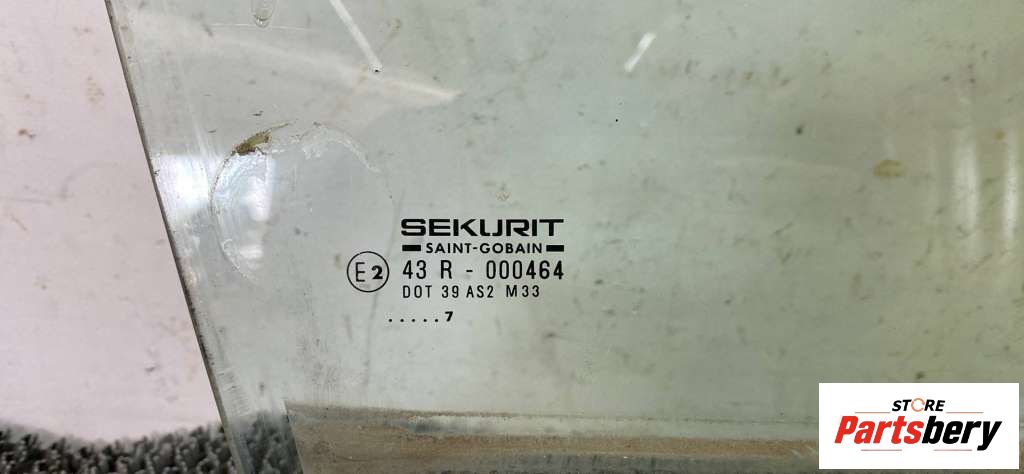 SEKURIT
SAINT-GOBAIN
E2 43 R - 000464
DOT 39 AS2 M33
.....7
STORE
Partsbery